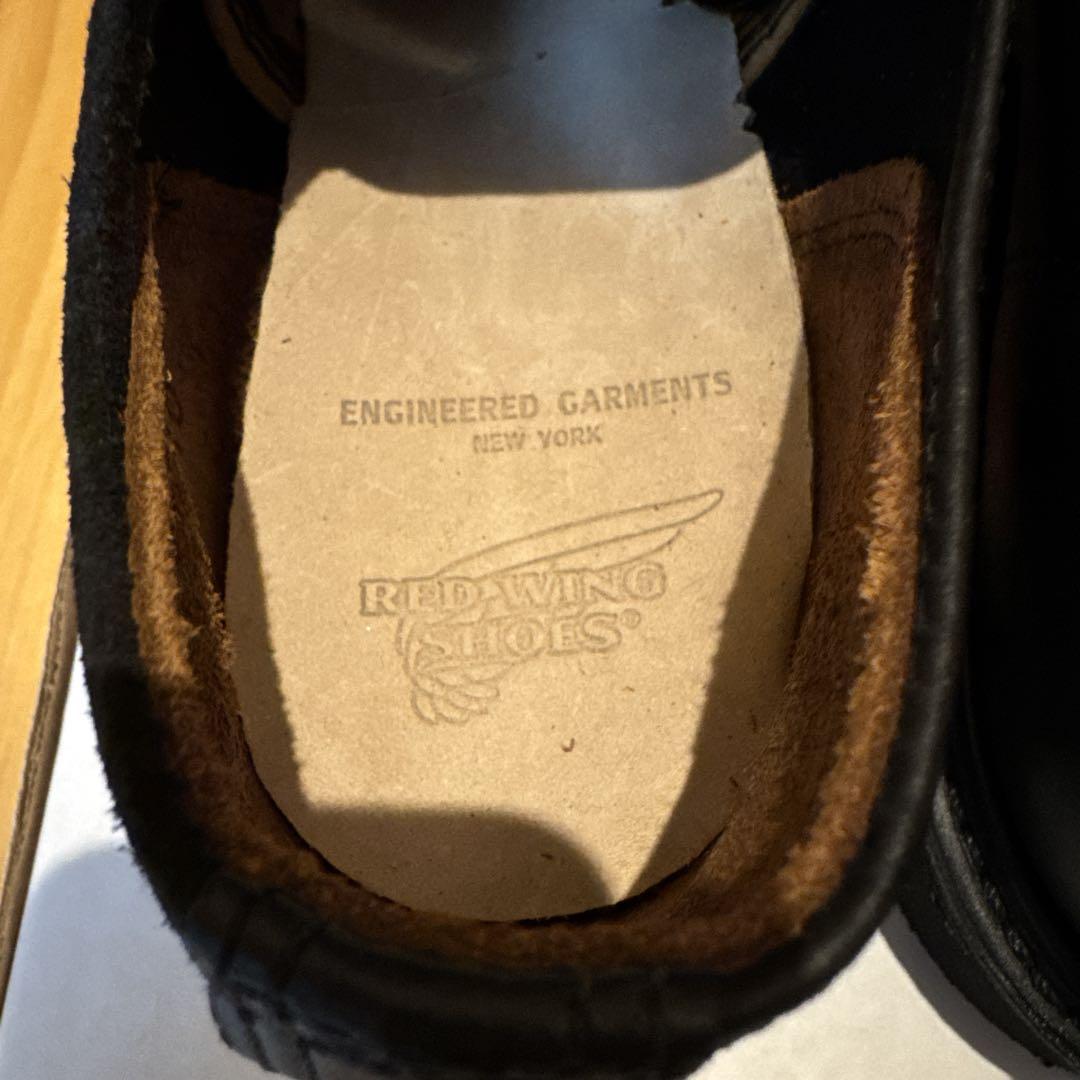 ENGINEERED GARMENTS
NEW YORK
RED WING
SHOES®